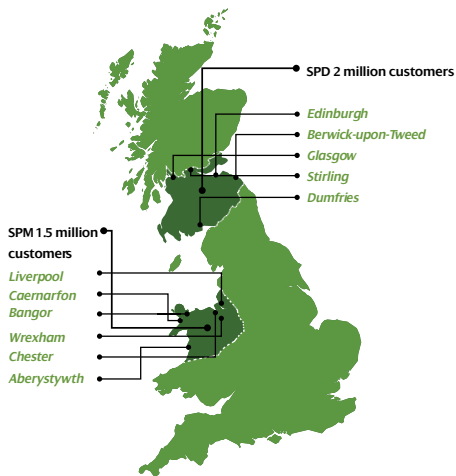 SPD 2 million customers
Edinburgh
Berwick-upon-Tweed
Glasgow
Stirling
Dumfries
SPM 1.5 million
customers
Liverpool
Caernarfon
Bangor
Wrexham
Chester
Aberystwyth